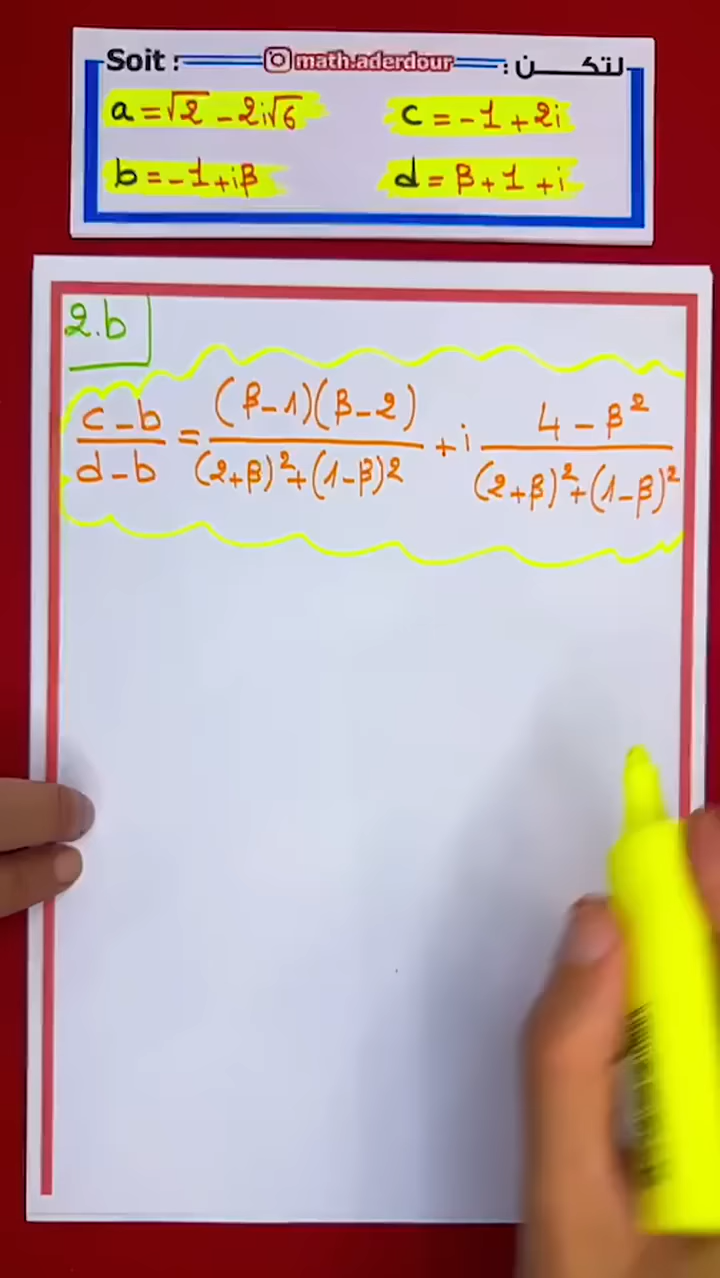 Soit : math.aderdour لتكن :
a = √2 - 2i√6 c = -1 + 2i
b = -1 + iβ d = β + 1 + i
2.b
(c - b)/(d - b) = ((β - 1)(β - 2))/((2 + β)² + (1 - β)²) + i (4 - β²)/((2 + β)² + (1 - β)²)